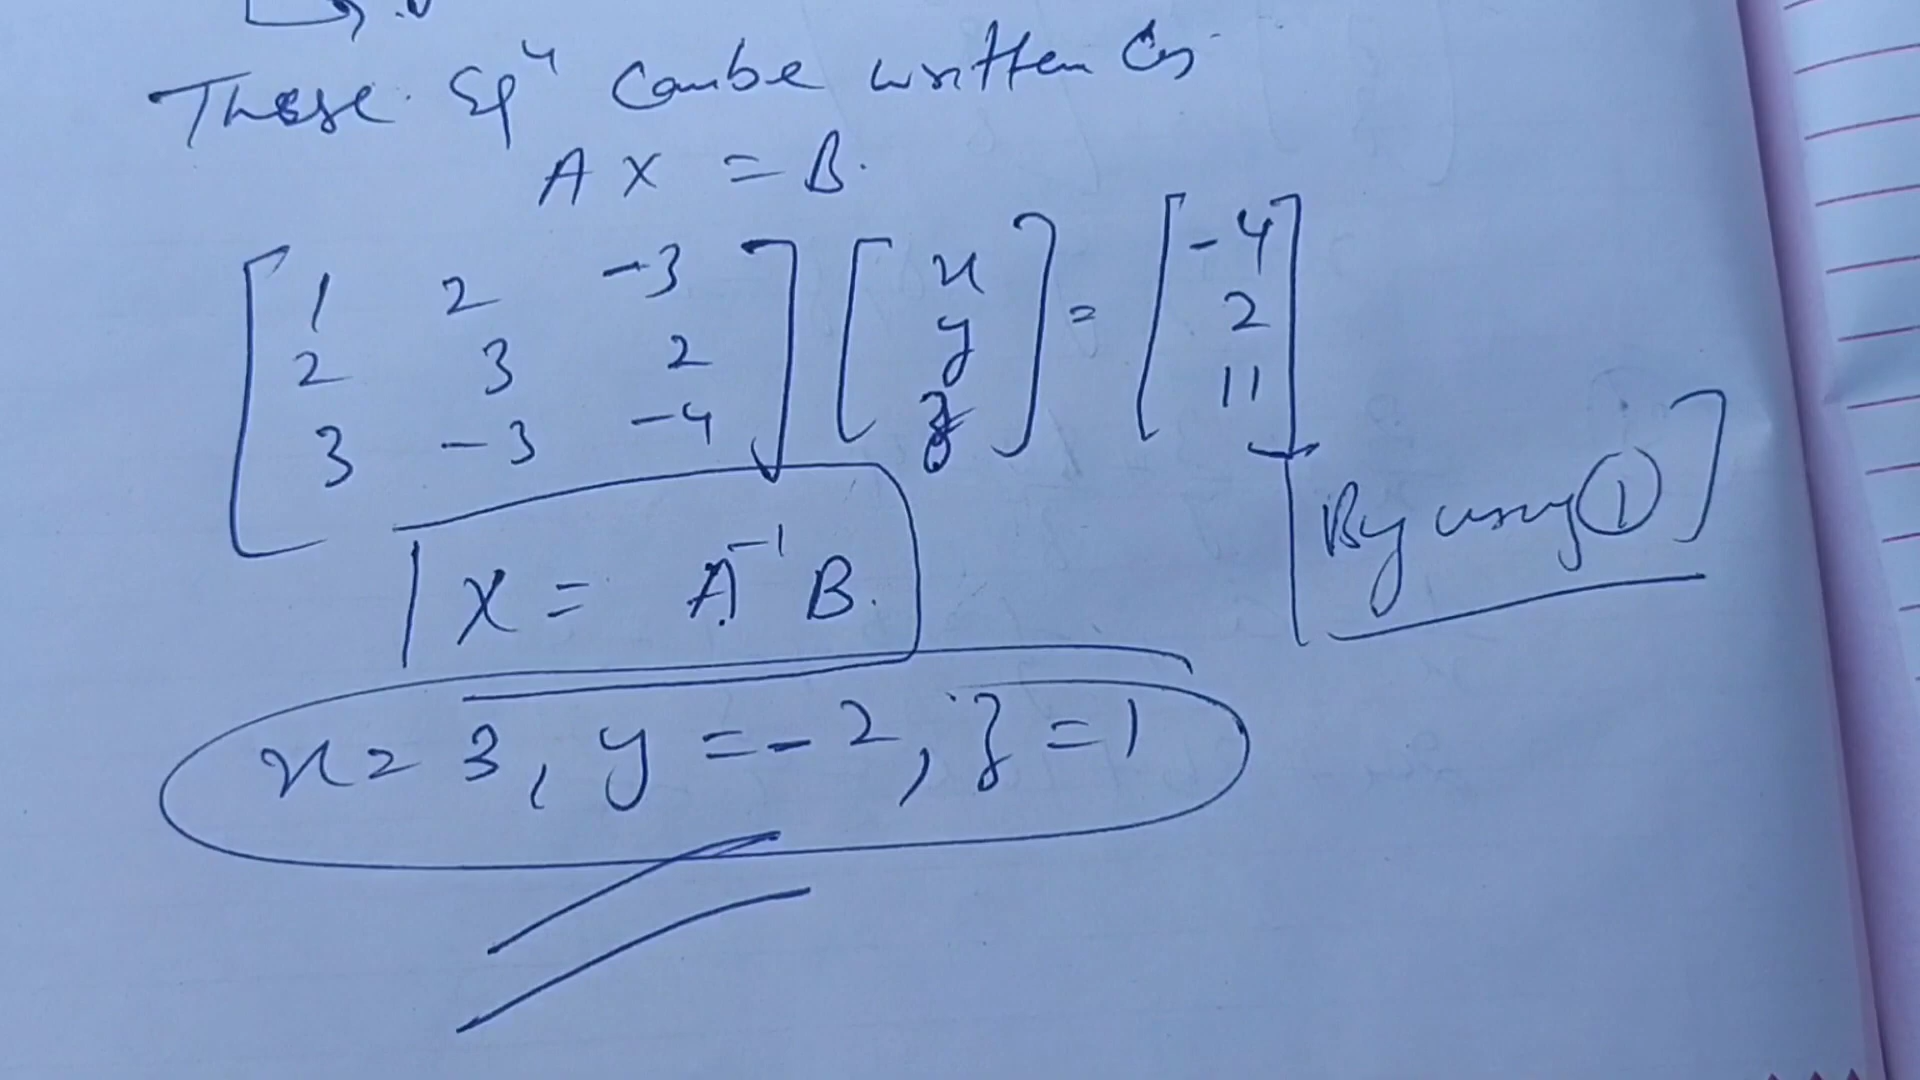 These Eqn can be written as
A X = B.
[ 1 2 -3 ] [ x ] = [ -4 ]
[ 2 3 2 ] [ y ] [ 2 ]
[ 3 -3 -4 ] [ z ] [ 11 ]
[By using ①]
X = A⁻¹ B.
x = 3, y = -2, z = 1